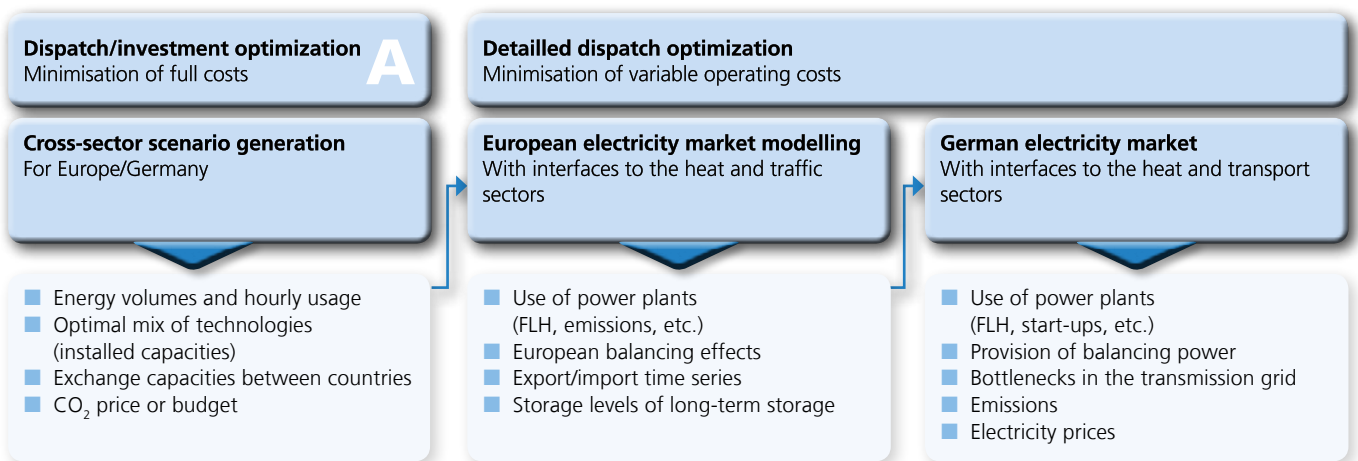 Dispatch/investment optimization
Minimisation of full costs
A
Detailled dispatch optimization
Minimisation of variable operating costs
Cross-sector scenario generation
For Europe/Germany
European electricity market modelling
With interfaces to the heat and traffic
sectors
German electricity market
With interfaces to the heat and transport
sectors
Energy volumes and hourly usage
Optimal mix of technologies
(installed capacities)
Exchange capacities between countries
CO₂ price or budget
Use of power plants
(FLH, emissions, etc.)
European balancing effects
Export/import time series
Storage levels of long-term storage
Use of power plants
(FLH, start-ups, etc.)
Provision of balancing power
Bottlenecks in the transmission grid
Emissions
Electricity prices